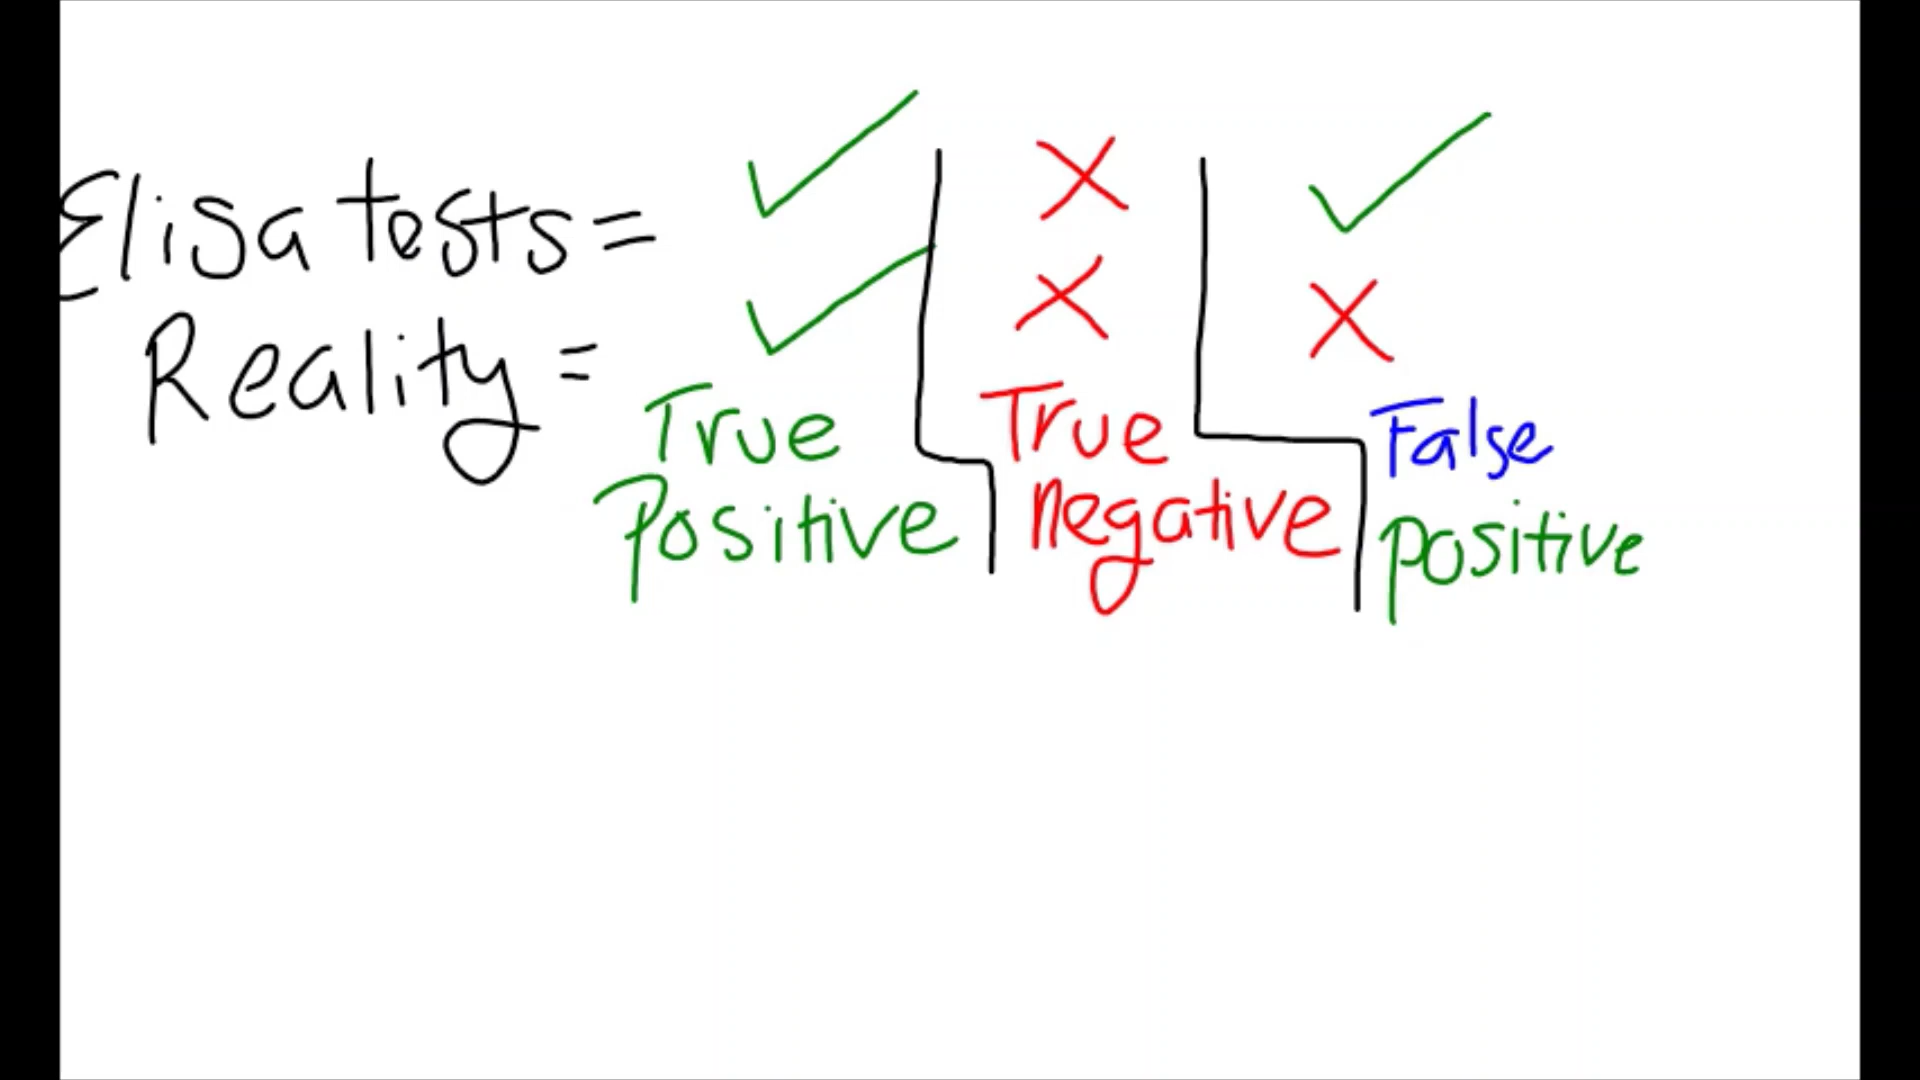 Elisa tests =
Reality =
True Positive
True negative
False positive